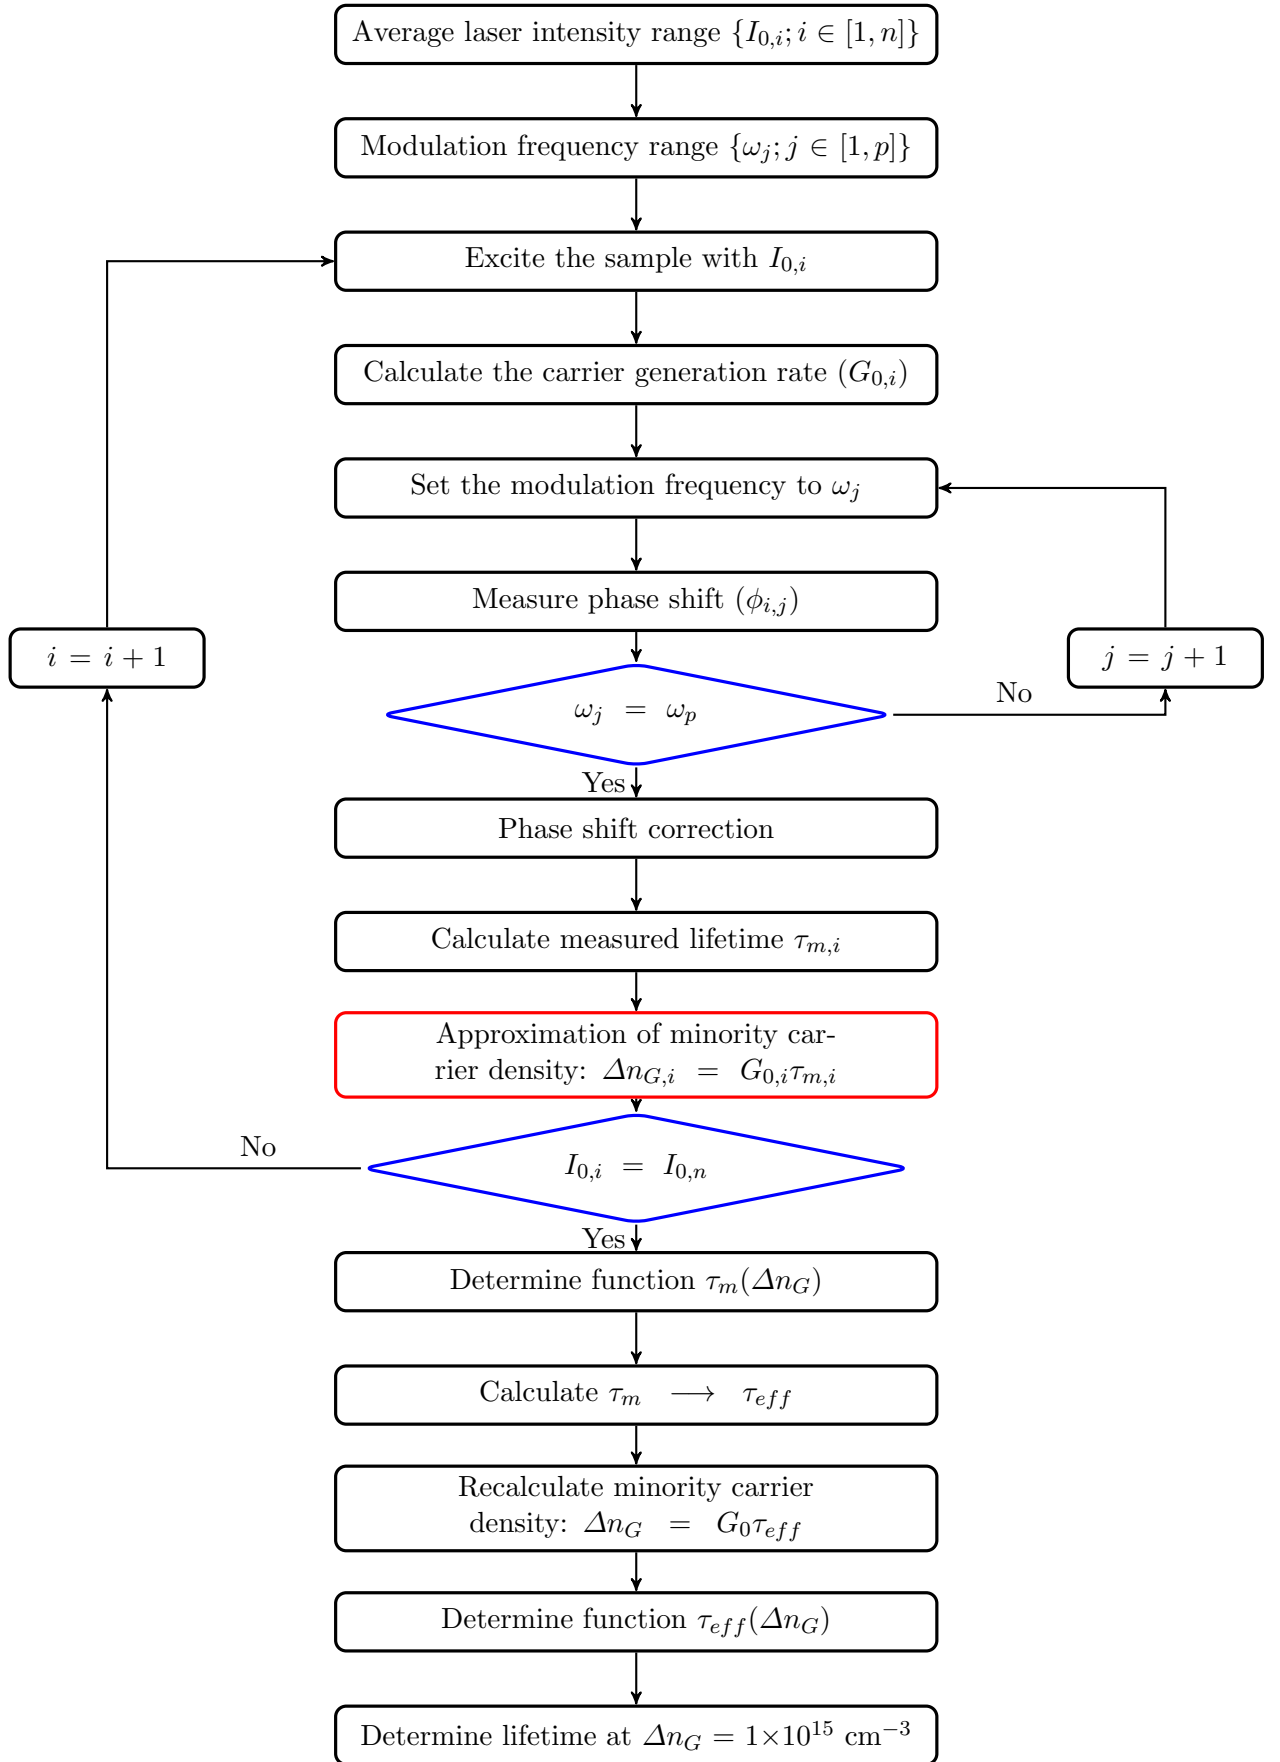 Average laser intensity range {I₀,ᵢ; i ∈ [1, n]}
Modulation frequency range {ω_j; j ∈ [1, p]}
Excite the sample with I_{0,i}
Calculate the carrier generation rate (G_{0,i})
Set the modulation frequency to ω_j
Measure phase shift (ϕ_{i,j})
i = i + 1
j = j + 1
ω_j = ω_p
No
Yes
Phase shift correction
Calculate measured lifetime τ_{m,i}
Approximation of minority car-
rier density: Δn_{G,i} = G_{0,i}τ_{m,i}
No
I_{0,i} = I_{0,n}
Yes
Determine function τ_m(Δn_G)
Calculate τ_m ⟶ τ_{eff}
Recalculate minority carrier
density: Δn_G = G_0τ_{eff}
Determine function τ_{eff}(Δn_G)
Determine lifetime at Δn_G = 1×10^{15} cm^{−3}